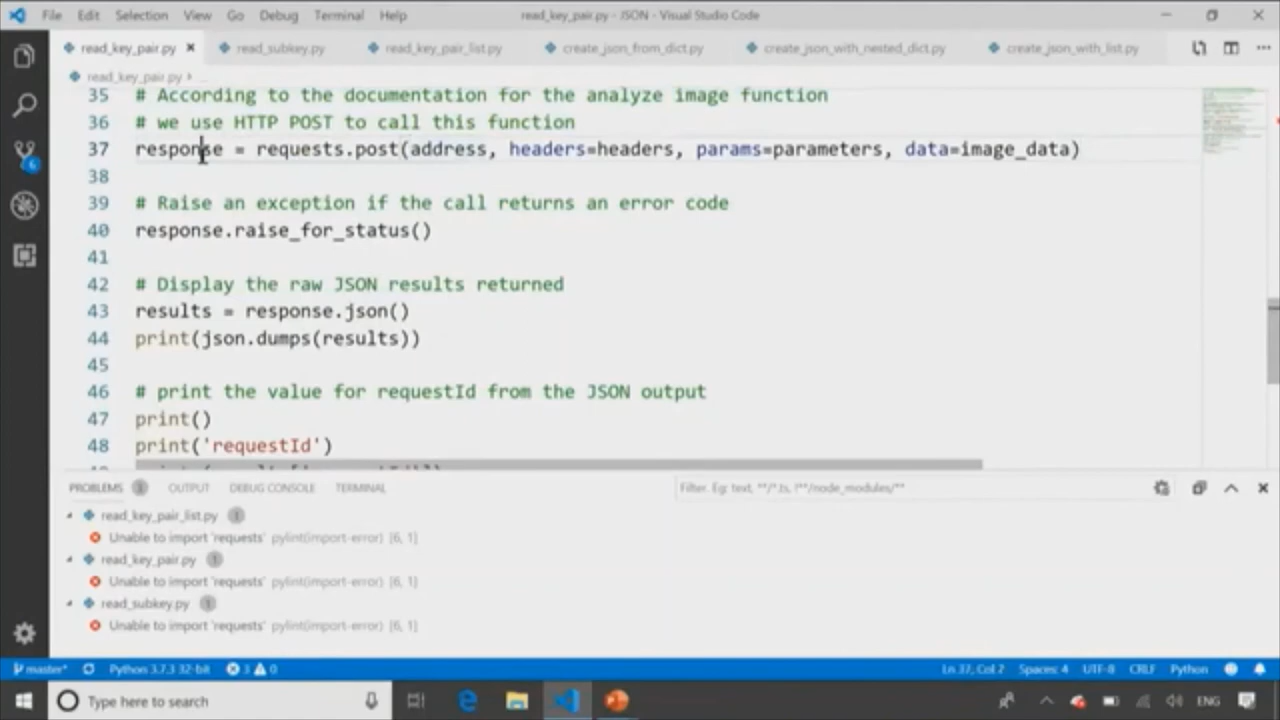 File Edit Selection View Go Debug Terminal Help read_key_pair.py - JSON - Visual Studio Code
read_key_pair.py read_subkey.py read_key_pair_list.py create_json_from_dict.py create_json_with_nested_dict.py create_json_with_list.py
read_key_pair.py › ...
35 # According to the documentation for the analyze image function
36 # we use HTTP POST to call this function
37 response = requests.post(address, headers=headers, params=parameters, data=image_data)
38
39 # Raise an exception if the call returns an error code
40 response.raise_for_status()
41
42 # Display the raw JSON results returned
43 results = response.json()
44 print(json.dumps(results))
45
46 # print the value for requestId from the JSON output
47 print()
48 print('requestId')
PROBLEMS 3 OUTPUT DEBUG CONSOLE TERMINAL Filter. Eg: text, **/*.ts, !**/node_modules/**
read_key_pair_list.py 1
Unable to import 'requests' pylint(import-error) [6, 1]
read_key_pair.py 1
Unable to import 'requests' pylint(import-error) [6, 1]
read_subkey.py 1
Unable to import 'requests' pylint(import-error) [6, 1]
master* Python 3.7.3 32-bit 3 0 Ln 37, Col 7 Spaces: 4 UTF-8 CRLF Python
Type here to search ENG